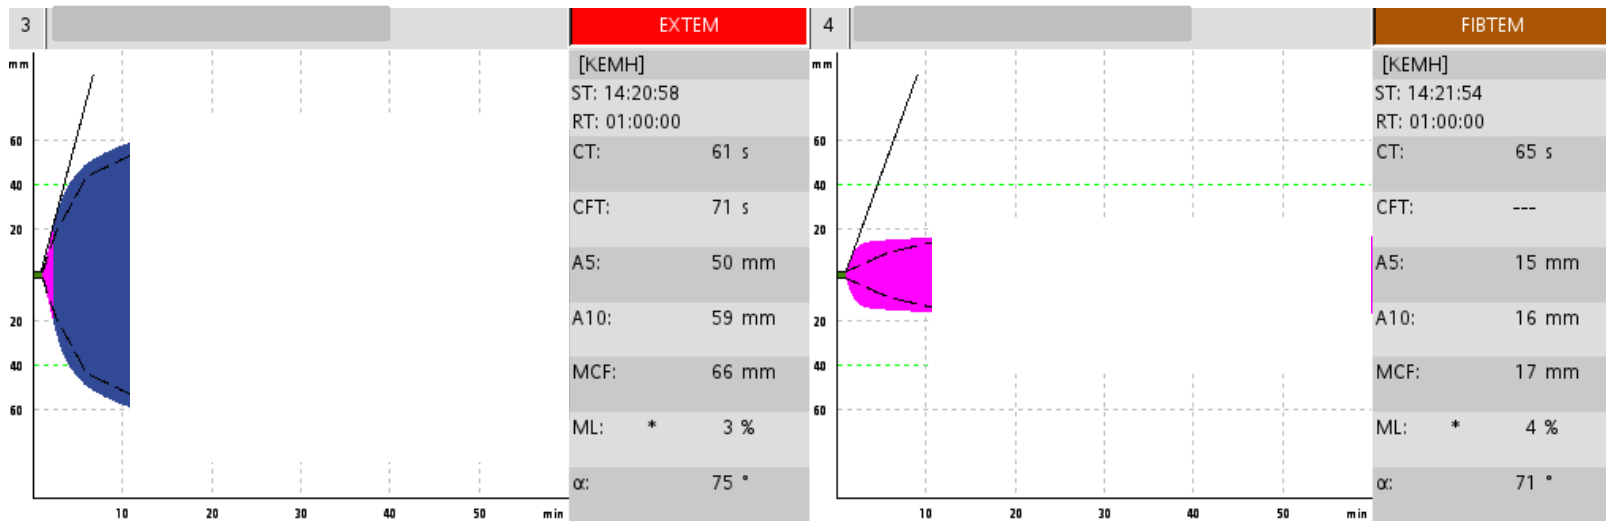 3
EXTEM
mm
60
40
20
20
40
60
10 20 30 40 50 min
[KEMH]
ST: 14:20:58
RT: 01:00:00
CT: 61 s
CFT: 71 s
A5: 50 mm
A10: 59 mm
MCF: 66 mm
ML: * 3 %
α: 75 °
4
FIBTEM
mm
60
40
20
20
40
60
10 20 30 40 50 min
[KEMH]
ST: 14:21:54
RT: 01:00:00
CT: 65 s
CFT: ---
A5: 15 mm
A10: 16 mm
MCF: 17 mm
ML: * 4 %
α: 71 °